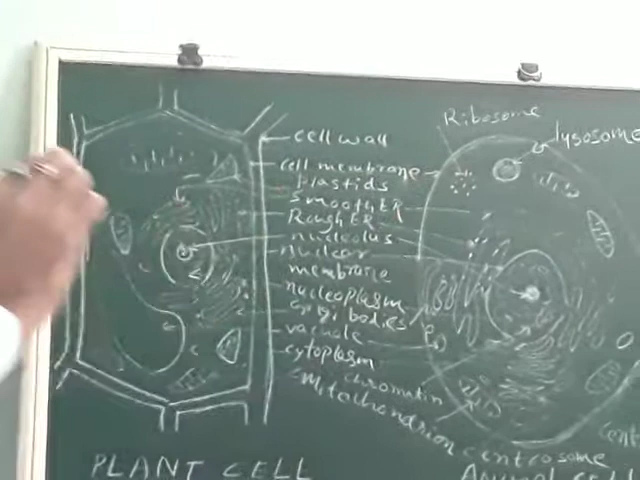 Ribosome
lysosome
cell wall
cell membrane
plastids
Smooth ER
Rough ER
nucleolus
nuclear
membrane
nucleoplasm
golgi bodies
vacuole
cytoplasm
chromatin
Mitochondrion
centrosome
cent
PLANT CELL
ANIMAL CELL